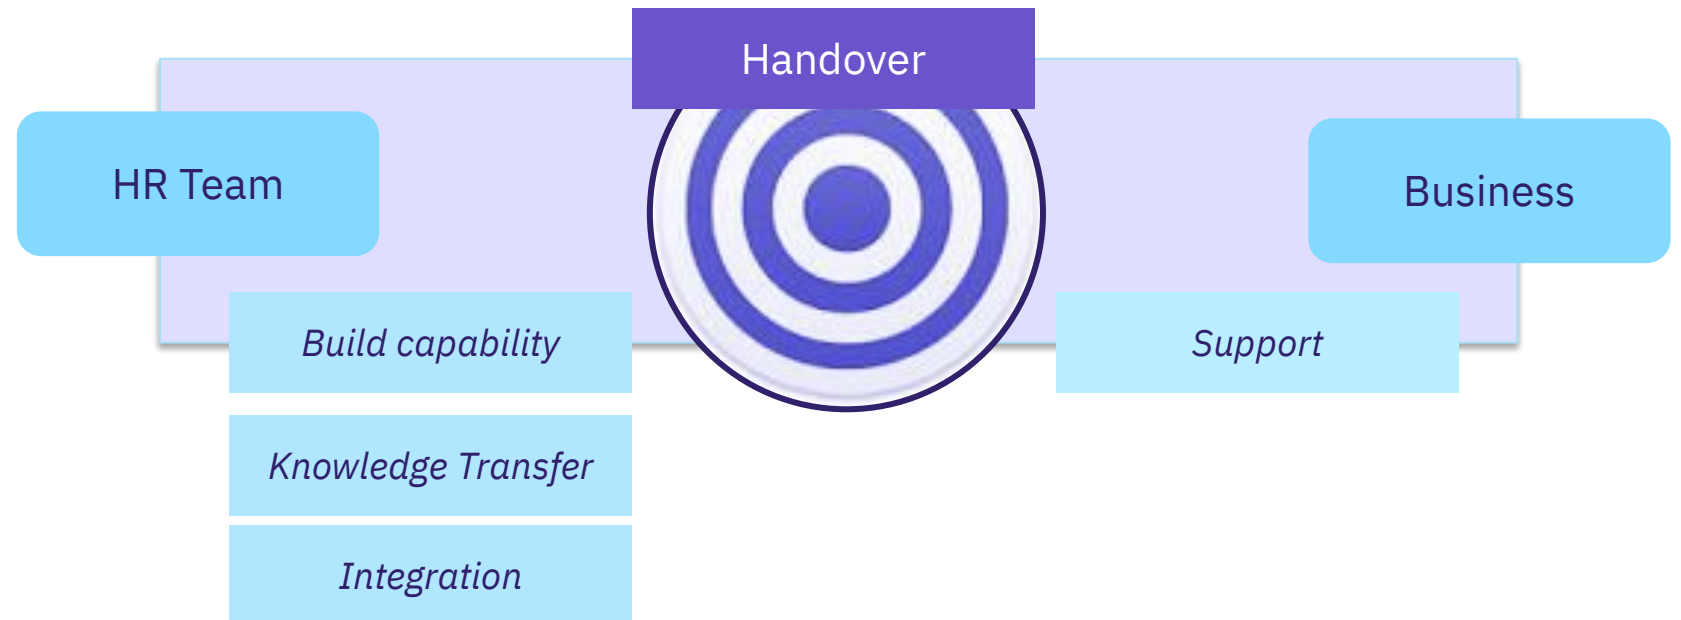 Handover
HR Team
Business
Build capability
Support
Knowledge Transfer
Integration